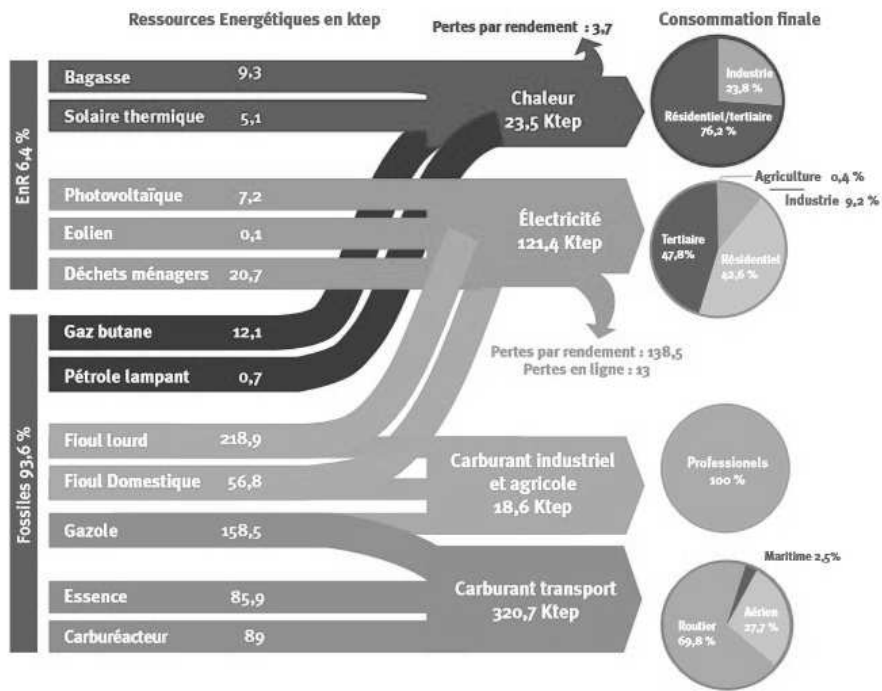 Ressources Energétiques en ktep
Consommation finale
Pertes par rendement : 3,7
EnR 6,4 %
Bagasse 9,3
Solaire thermique 5,1
Chaleur
23,5 Ktep
Industrie
23,8 %
Résidentiel/tertiaire
76,2 %
Photovoltaïque 7,2
Eolien 0,1
Déchets ménagers 20,7
Électricité
121,4 Ktep
Agriculture 0,4 %
Industrie 9,2 %
Tertiaire
47,8%
Résidentiel
42,6 %
Pertes par rendement : 138,5
Pertes en ligne : 13
Fossiles 93,6 %
Gaz butane 12,1
Pétrole lampant 0,7
Fioul lourd 218,9
Fioul Domestique 56,8
Gazole 158,5
Carburant industriel
et agricole
18,6 Ktep
Professionels
100 %
Essence 85,9
Carburéacteur 89
Carburant transport
320,7 Ktep
Maritime 2,5%
Routier
69,8 %
Aérien
27,7 %